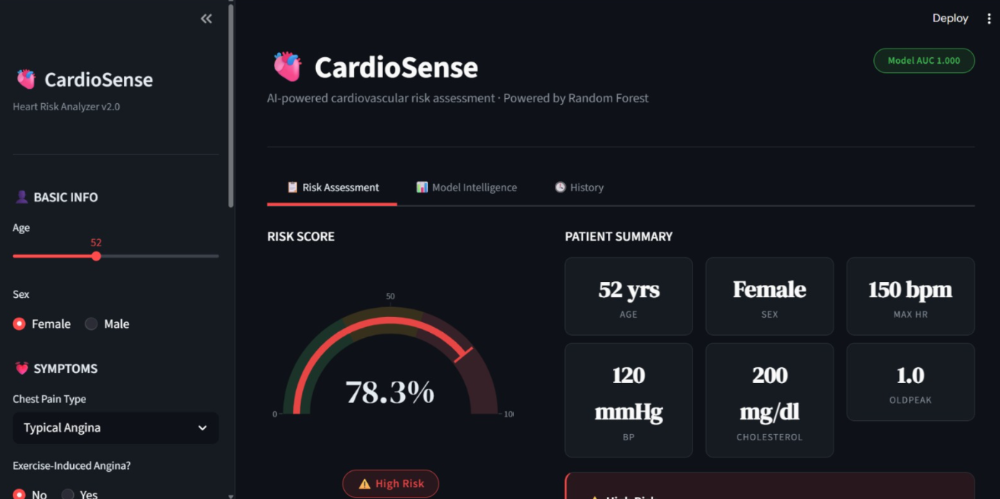 Deploy
CardioSense
Heart Risk Analyzer v2.0
BASIC INFO
Age
52
Sex
Female
Male
SYMPTOMS
Chest Pain Type
Typical Angina
Exercise-Induced Angina?
No
Yes
CardioSense
Model AUC 1.000
AI-powered cardiovascular risk assessment · Powered by Random Forest
Risk Assessment
Model Intelligence
History
RISK SCORE
50
0
78.3%
High Risk
PATIENT SUMMARY
52 yrs
AGE
Female
SEX
150 bpm
MAX HR
120
mmHg
BP
200
mg/dl
CHOLESTEROL
1.0
OLDPEAK